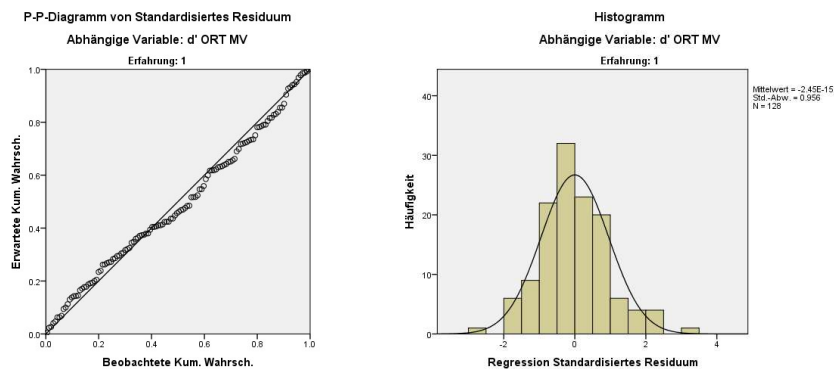 P-P-Diagramm von Standardisiertes Residuum
Abhängige Variable: d' ORT MV
Erfahrung: 1
Erwartete Kum. Wahrsch.
1.0
0.8
0.6
0.4
0.2
0.0
0.0 0.2 0.4 0.6 0.8 1.0
Beobachtete Kum. Wahrsch.
Histogramm
Abhängige Variable: d' ORT MV
Erfahrung: 1
Mittelwert = -2.45E-15
Std.-Abw. = 0.956
N = 128
Häufigkeit
40
30
20
10
0
-2 0 2 4
Regression Standardisiertes Residuum